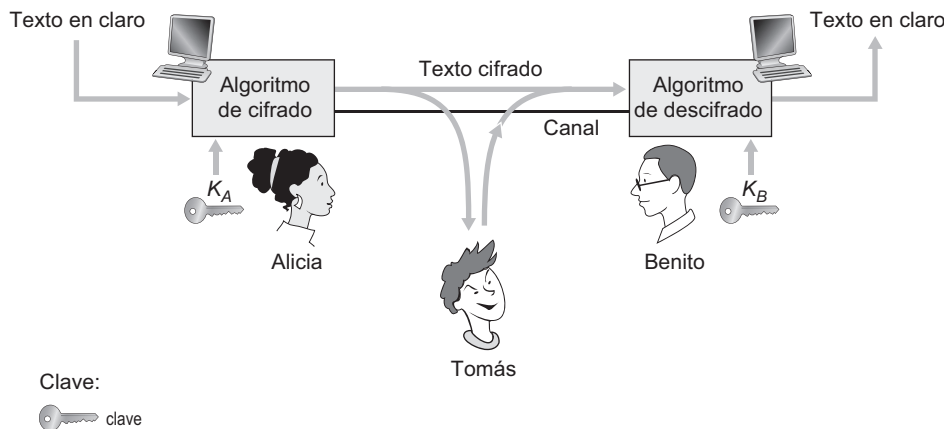 Texto en claro
Texto en claro
Algoritmo
de cifrado
Texto cifrado
Algoritmo
de descifrado
Canal
K_A
K_B
Alicia
Benito
Tomás
Clave:
clave